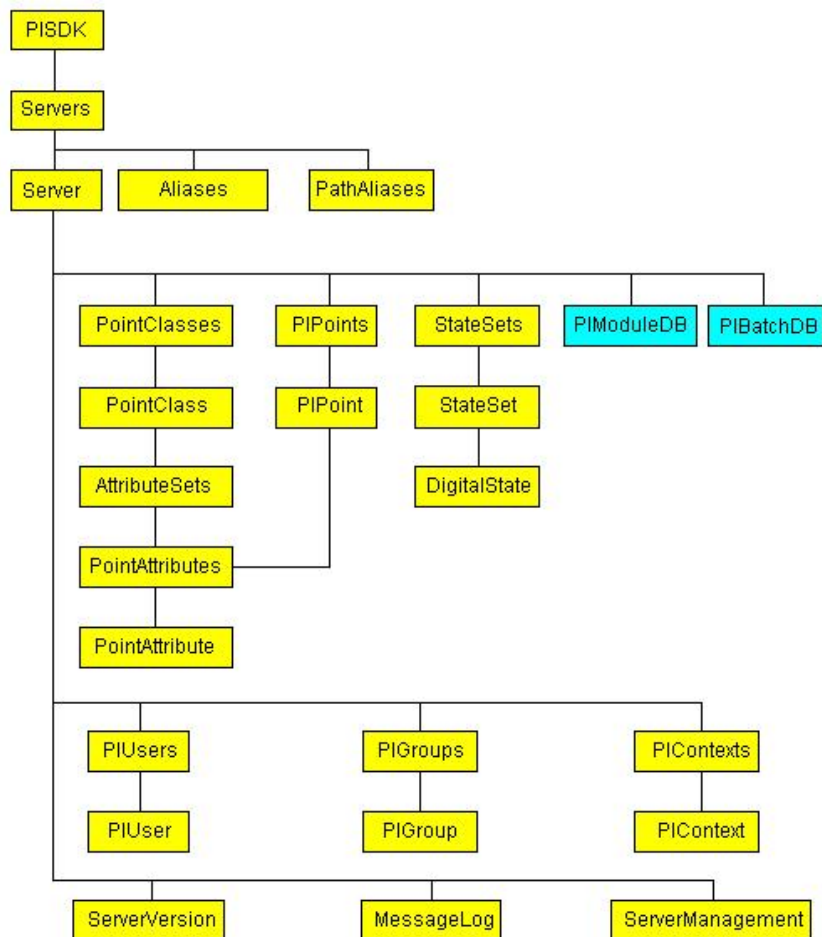 PISDK
Servers
Server
Aliases
PathAliases
PointClasses
PIPoints
StateSets
PIModuleDB
PIBatchDB
PointClass
PIPoint
StateSet
AttributeSets
DigitalState
PointAttributes
PointAttribute
PIUsers
PIGroups
PIContexts
PIUser
PIGroup
PIContext
ServerVersion
MessageLog
ServerManagement